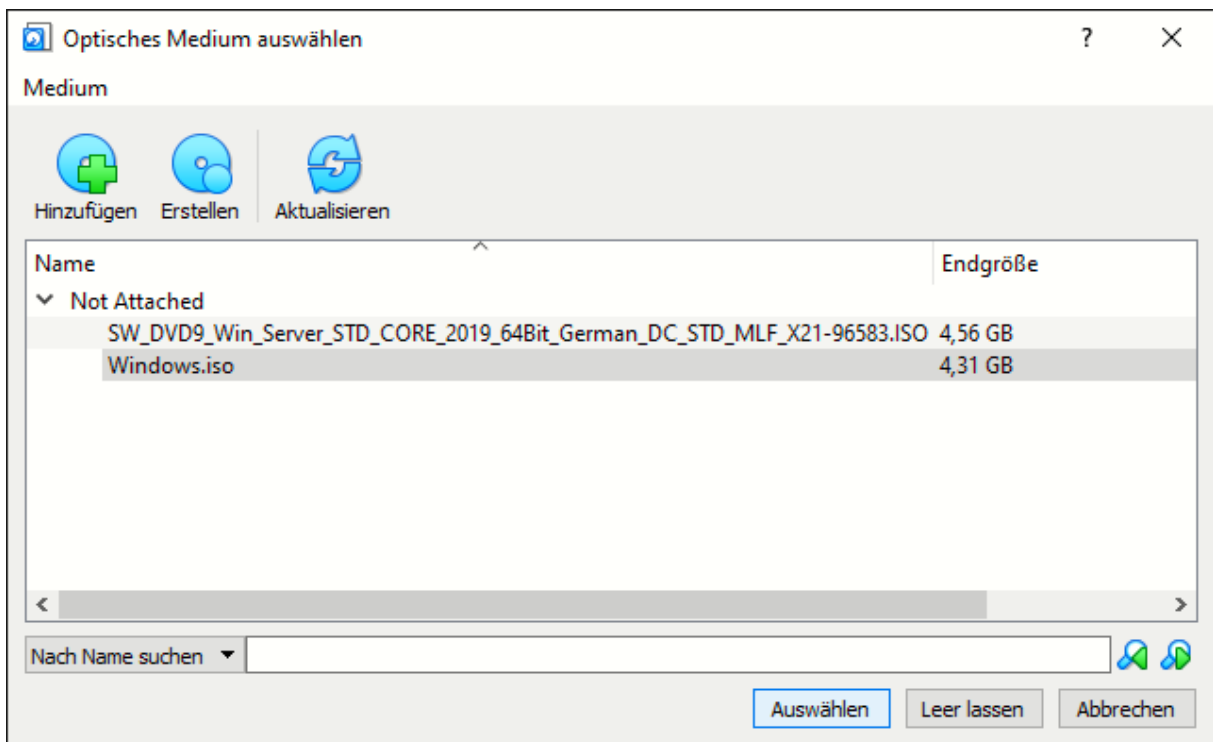 Optisches Medium auswählen
Medium
Hinzufügen Erstellen Aktualisieren
Name Endgröße
Not Attached
SW_DVD9_Win_Server_STD_CORE_2019_64Bit_German_DC_STD_MLF_X21-96583.ISO 4,56 GB
Windows.iso 4,31 GB
Nach Name suchen
Auswählen Leer lassen Abbrechen